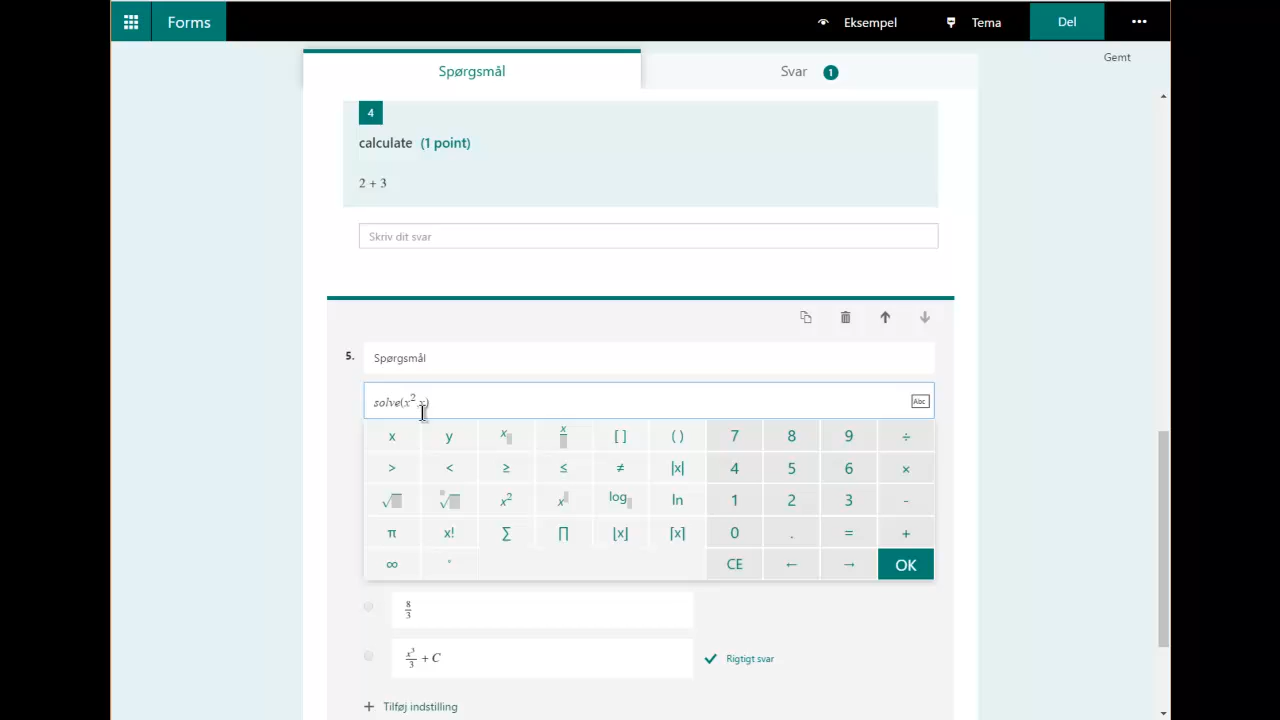 Forms Eksempel Tema Del •••
Gemt
Spørgsmål Svar 1
4
calculate (1 point)
2 + 3
Skriv dit svar
5. Spørgsmål
solve(x² x) Abc
x y x x/ [ ] ( ) 7 8 9 ÷
> < ≥ ≤ ≠ |x| 4 5 6 ×
√ √ x² x log ln 1 2 3 -
π x! ∑ ∏ ⌊x⌋ ⌈x⌉ 0 . = +
∞ ° CE ← → OK
8/3
x³/3 + C Rigtigt svar
+ Tilføj indstilling